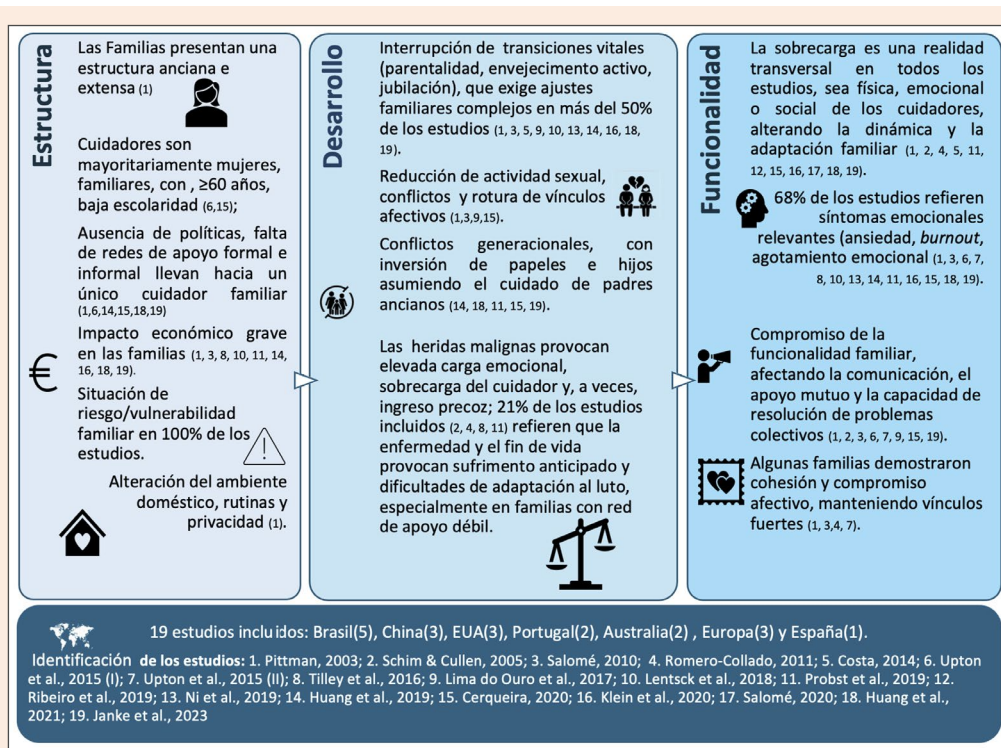 Estructura
Las Familias presentan una
estructura anciana e
extensa (1)
Cuidadores son
mayoritariamente mujeres,
familiares, con , ≥60 años,
baja escolaridad (6,15);
Ausencia de políticas, falta
de redes de apoyo formal e
informal llevan hacia un
único cuidador familiar
(1,6,14,15,18,19)
Impacto económico grave
en las familias (1, 3, 8, 10, 11, 14,
16, 18, 19).
€
Situación de
riesgo/vulnerabilidad
familiar en 100% de los
estudios.
Alteración del ambiente
doméstico, rutinas y
privacidad (1).
Desarrollo
Interrupción de transiciones vitales
(parentalidad, envejecimento activo,
jubilación), que exige ajustes
familiares complejos en más del 50%
de los estudios (1, 3, 5, 9, 10, 13, 14, 16, 18,
19).
Reducción de actividad sexual,
conflictos y rotura de vínculos
afectivos (1,3,9,15).
Conflictos generacionales, con
inversión de papeles e hijos
asumiendo el cuidado de padres
ancianos (14, 18, 11, 15, 19).
Las heridas malignas provocan
elevada carga emocional,
sobrecarga del cuidador y, a veces,
ingreso precoz; 21% de los estudios
incluidos (2, 4, 8, 11) refieren que la
enfermedad y el fin de vida
provocan sufrimento anticipado y
dificultades de adaptación al luto,
especialmente en familias con red
de apoyo débil.
Funcionalidad
La sobrecarga es una realidad
transversal en todos los
estudios, sea física, emocional
o social de los cuidadores,
alterando la dinámica y la
adaptación familiar (1, 2, 4, 5, 11,
12, 15, 16, 17, 18, 19).
68% de los estudios refieren
síntomas emocionales
relevantes (ansiedad, burnout,
agotamiento emocional (1, 3, 6, 7,
8, 10, 13, 14, 11, 16, 15, 18, 19).
Compromiso de la
funcionalidad familiar,
afectando la comunicación, el
apoyo mutuo y la capacidad de
resolución de problemas
colectivos (1, 2, 3, 6, 7, 9, 15, 19).
Algunas familias demostraron
cohesión y compromiso
afectivo, manteniendo vínculos
fuertes (1, 3,4, 7).
19 estudios incluidos: Brasil(5), China(3), EUA(3), Portugal(2), Australia(2) , Europa(3) y España(1).
Identificación de los estudios: 1. Pittman, 2003; 2. Schim & Cullen, 2005; 3. Salomé, 2010; 4. Romero-Collado, 2011; 5. Costa, 2014; 6. Upton
et al., 2015 (I); 7. Upton et al., 2015 (II); 8. Tilley et al., 2016; 9. Lima do Ouro et al., 2017; 10. Lentsck et al., 2018; 11. Probst et al., 2019; 12.
Ribeiro et al., 2019; 13. Ni et al., 2019; 14. Huang et al., 2019; 15. Cerqueira, 2020; 16. Klein et al., 2020; 17. Salomé, 2020; 18. Huang et al.,
2021; 19. Janke et al., 2023